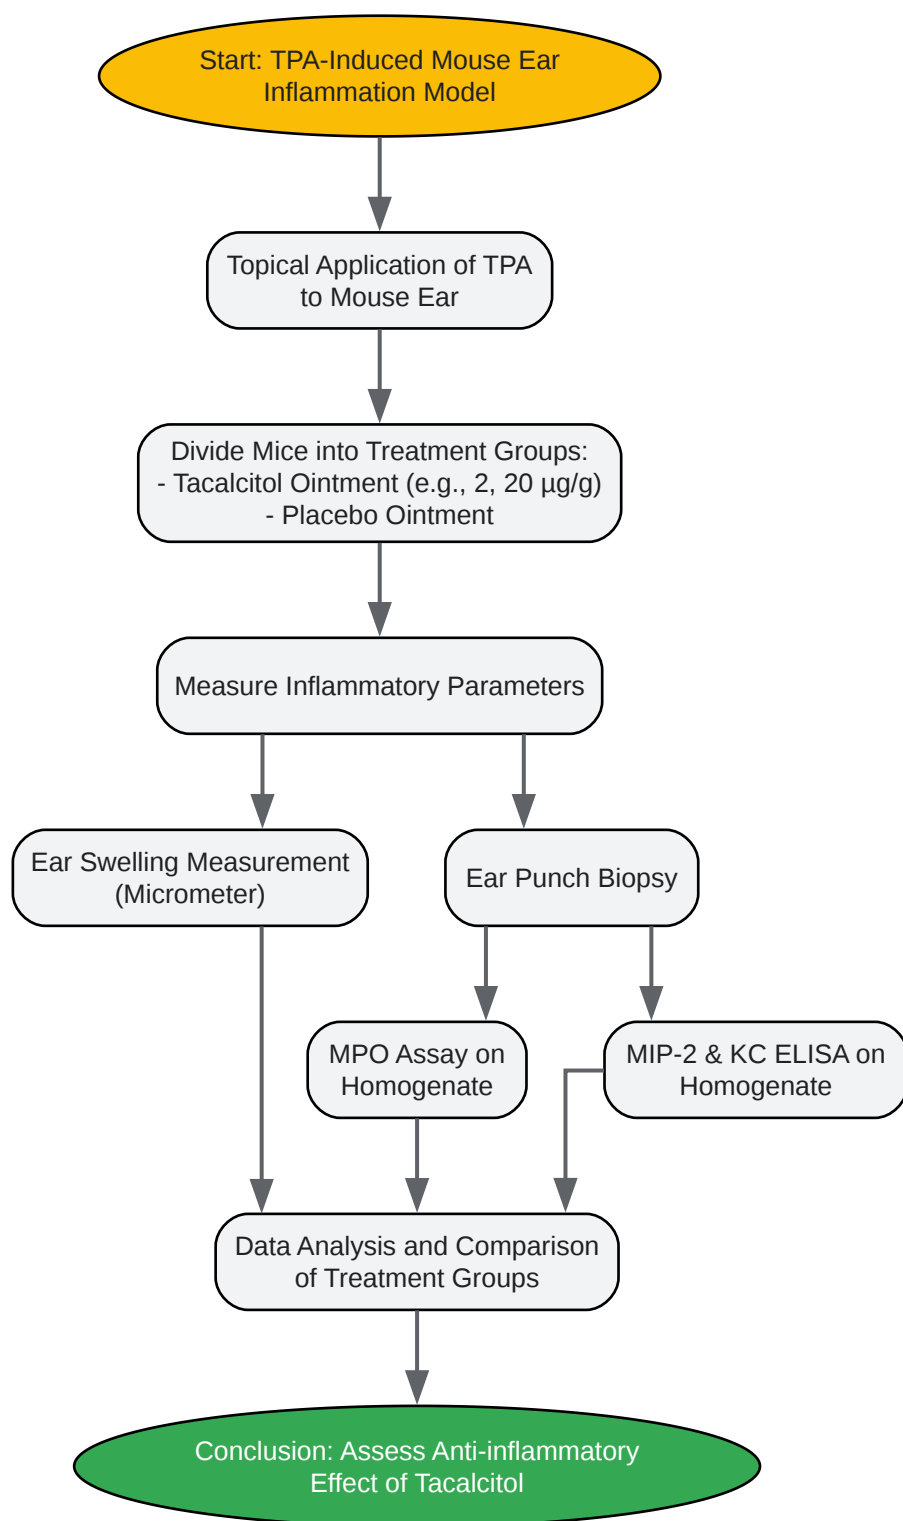 Start: TPA-Induced Mouse Ear
Inflammation Model
Topical Application of TPA
to Mouse Ear
Divide Mice into Treatment Groups:
- Tacalcitol Ointment (e.g., 2, 20 µg/g)
- Placebo Ointment
Measure Inflammatory Parameters
Ear Swelling Measurement
(Micrometer)
Ear Punch Biopsy
MPO Assay on
Homogenate
MIP-2 & KC ELISA on
Homogenate
Data Analysis and Comparison
of Treatment Groups
Conclusion: Assess Anti-inflammatory
Effect of Tacalcitol